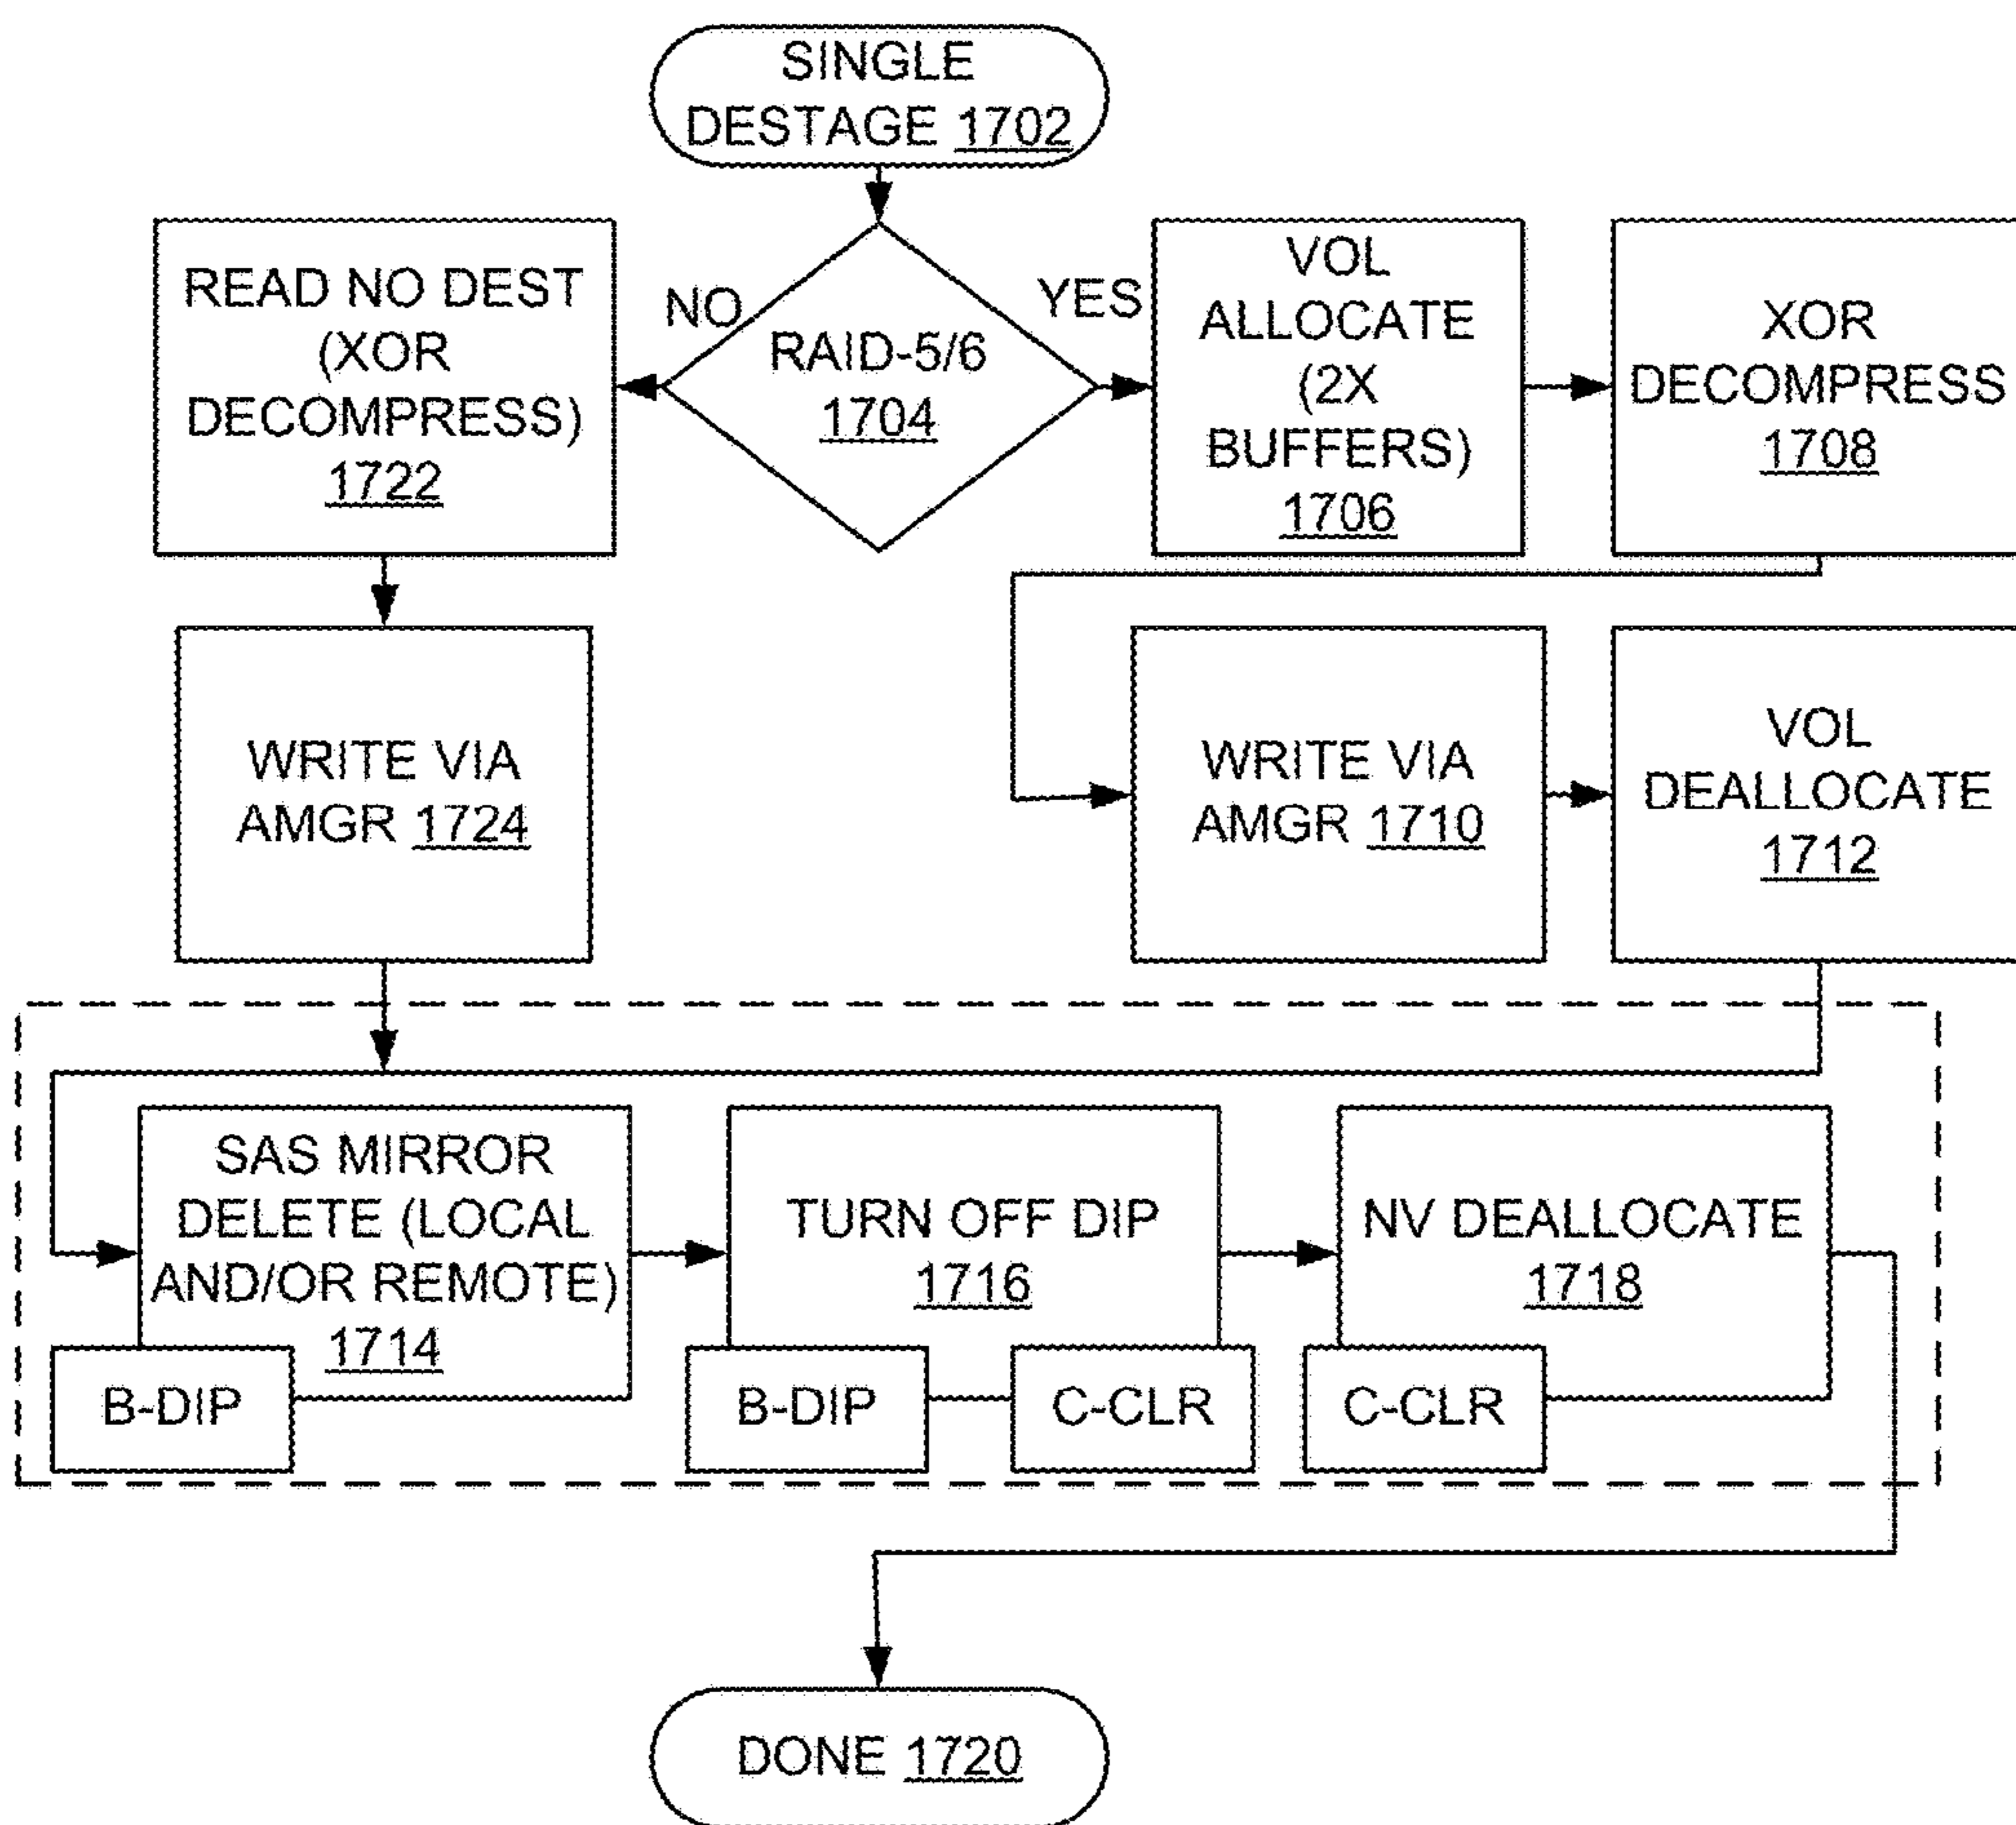 SINGLE
DESTAGE 1702
READ NO DEST
(XOR
DECOMPRESS)
1722
NO
RAID-5/6
1704
YES
VOL
ALLOCATE
(2X
BUFFERS)
1706
XOR
DECOMPRESS
1708
WRITE VIA
AMGR 1724
WRITE VIA
AMGR 1710
VOL
DEALLOCATE
1712
SAS MIRROR
DELETE (LOCAL
AND/OR REMOTE)
1714
B-DIP
TURN OFF DIP
1716
B-DIP
C-CLR
NV DEALLOCATE
1718
C-CLR
DONE 1720